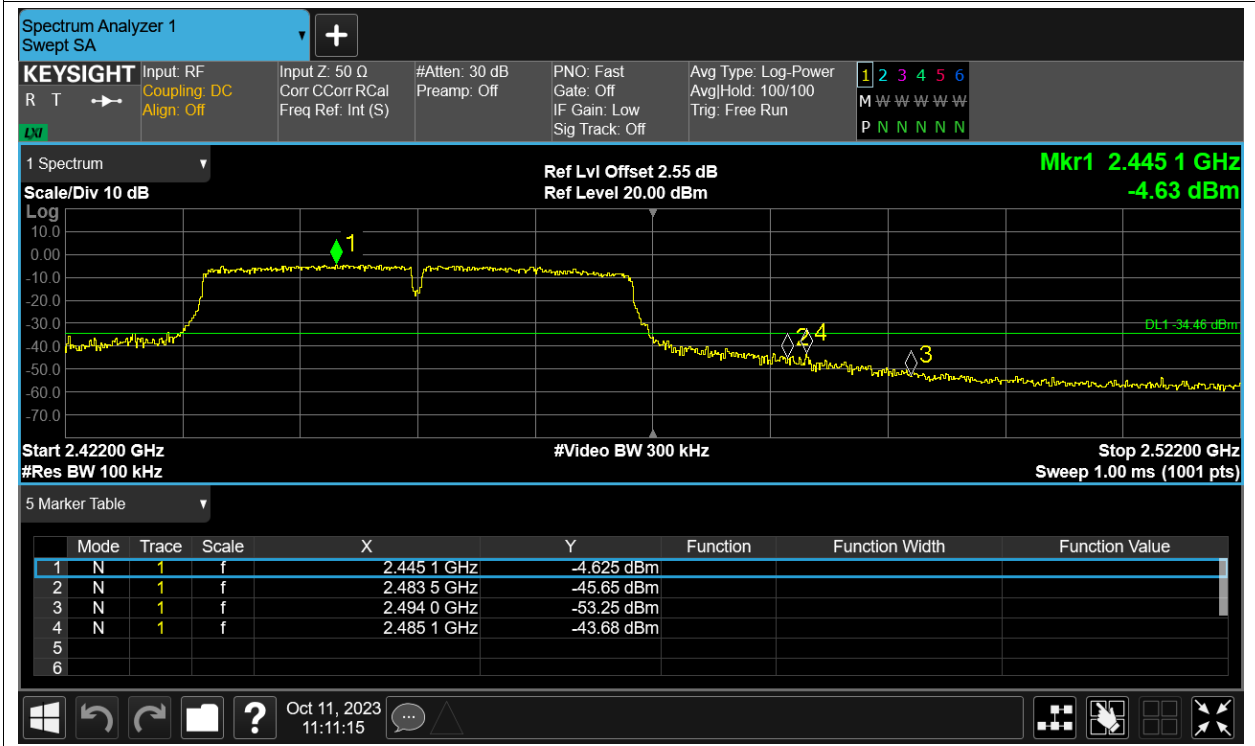 Spectrum Analyzer 1
Swept SA
+
KEYSIGHT
R T
LXI
Input: RF
Coupling: DC
Align: Off
Input Z: 50 Ω
Corr CCorr RCal
Freq Ref: Int (S)
#Atten: 30 dB
Preamp: Off
PNO: Fast
Gate: Off
IF Gain: Low
Sig Track: Off
Avg Type: Log-Power
Avg|Hold: 100/100
Trig: Free Run
1 2 3 4 5 6
M W W W W W
P N N N N N
1 Spectrum
Scale/Div 10 dB
Ref Lvl Offset 2.55 dB
Ref Level 20.00 dBm
Mkr1 2.445 1 GHz
-4.63 dBm
Log
10.0
0.00
-10.0
-20.0
-30.0
-40.0
-50.0
-60.0
-70.0
1
2 4
3
DL1 -34.46 dBm
Start 2.42200 GHz
#Video BW 300 kHz
Stop 2.52200 GHz
#Res BW 100 kHz
Sweep 1.00 ms (1001 pts)
5 Marker Table
Mode Trace Scale X Y Function Function Width Function Value
1 N 1 f 2.445 1 GHz -4.625 dBm
2 N 1 f 2.483 5 GHz -45.65 dBm
3 N 1 f 2.494 0 GHz -53.25 dBm
4 N 1 f 2.485 1 GHz -43.68 dBm
5
6
?
Oct 11, 2023
11:11:15